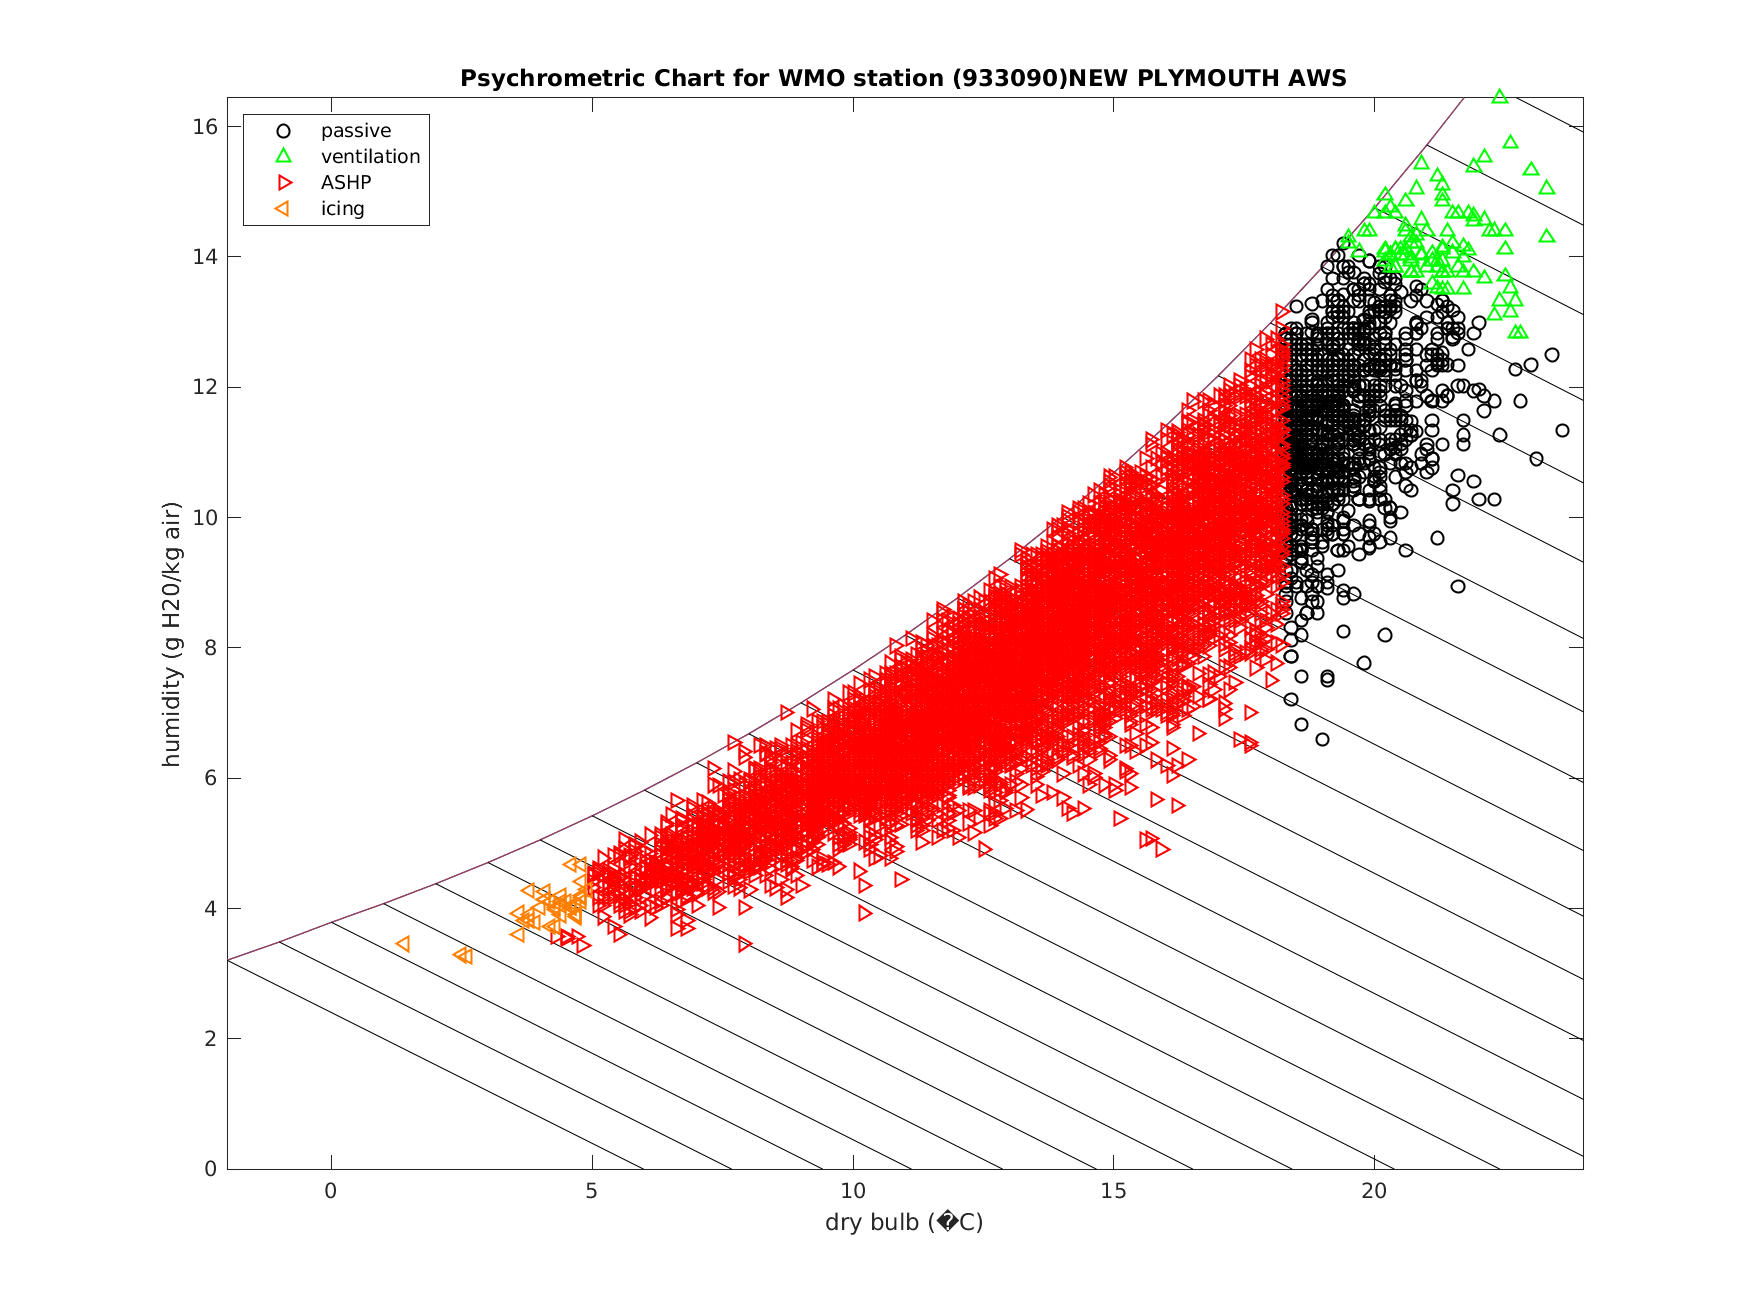 Psychrometric Chart for WMO station (933090)NEW PLYMOUTH AWS
passive
ventilation
ASHP
icing
16
14
12
10
8
6
4
2
0
humidity (g H20/kg air)
0 5 10 15 20
dry bulb (�C)